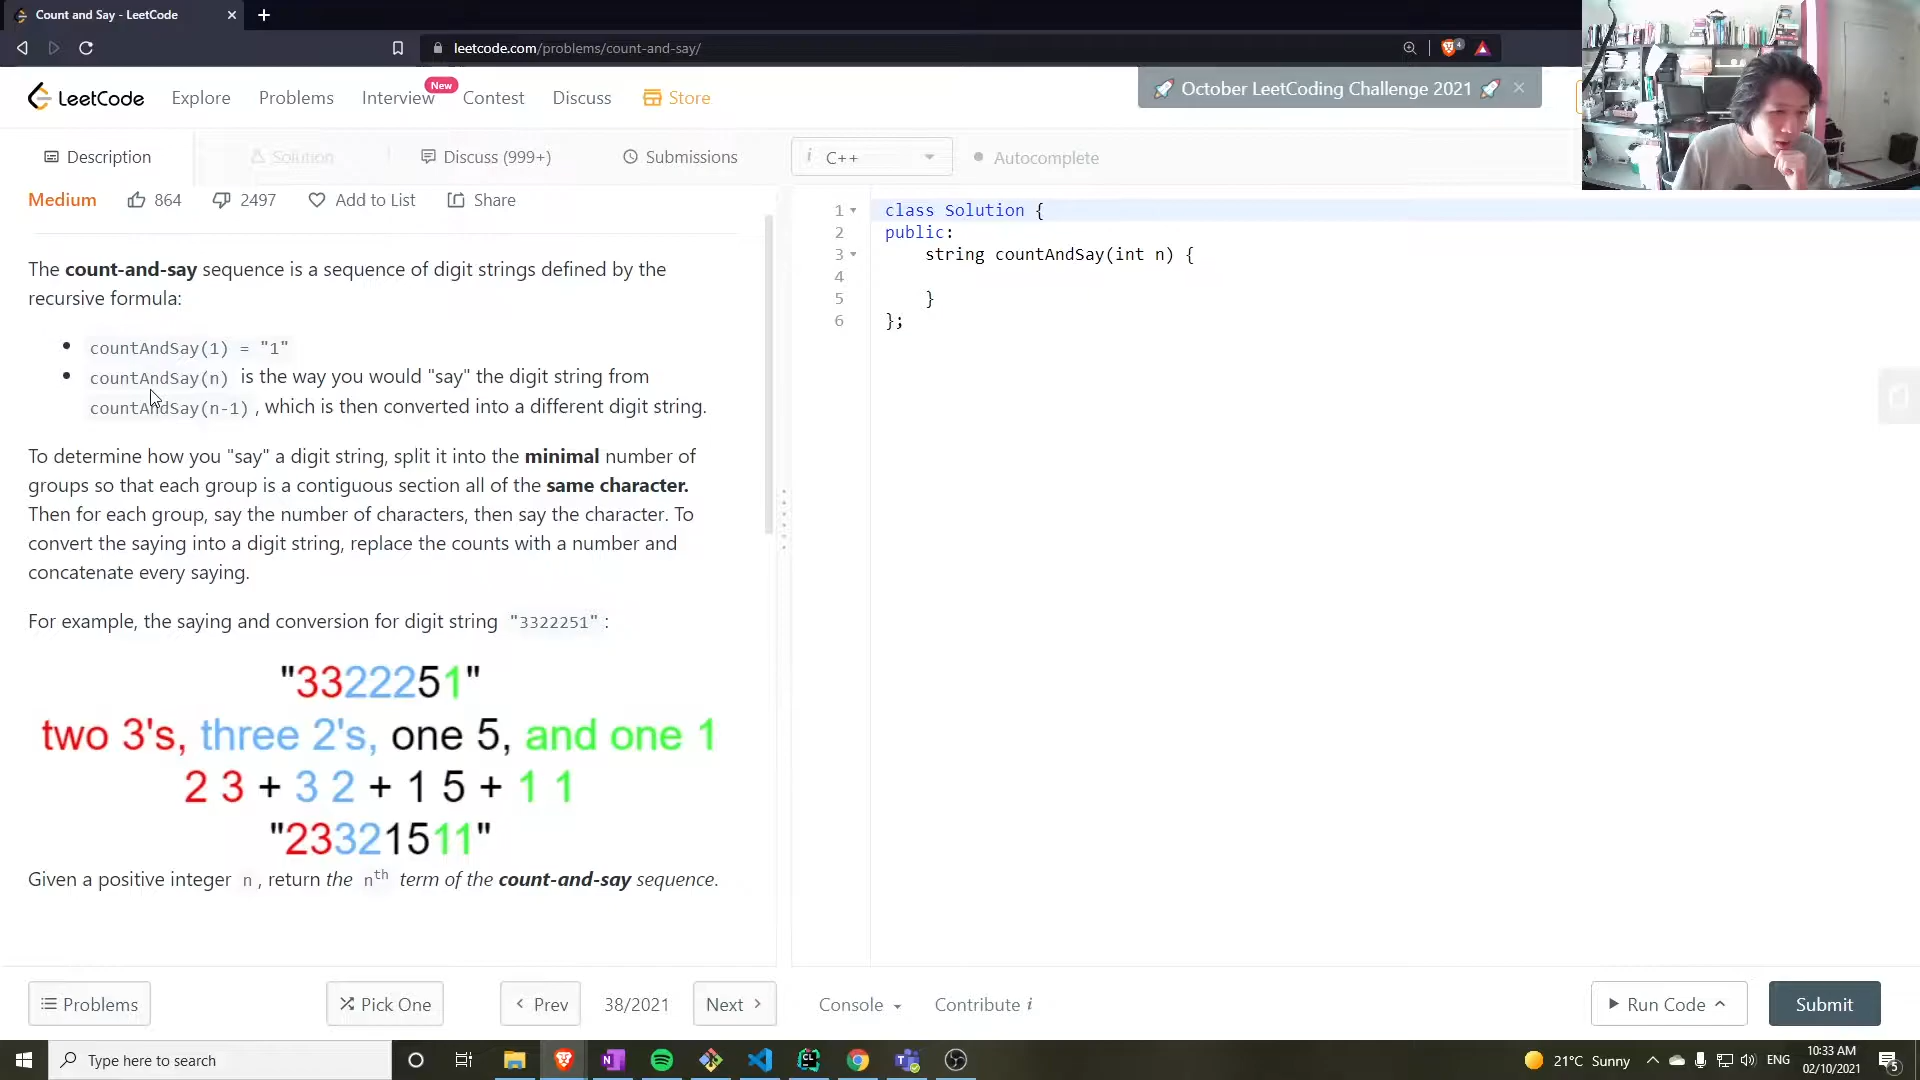 Count and Say - LeetCode
leetcode.com/problems/count-and-say/
4
LeetCode
Explore
Problems
Interview
New
Contest
Discuss
Store
October LeetCoding Challenge 2021
Description
Solution
Discuss (999+)
Submissions
i C++
Autocomplete
Medium
864
2497
Add to List
Share
The count-and-say sequence is a sequence of digit strings defined by the
recursive formula:
countAndSay(1) = "1"
countAndSay(n) is the way you would "say" the digit string from
countAndSay(n-1), which is then converted into a different digit string.
To determine how you "say" a digit string, split it into the minimal number of
groups so that each group is a contiguous section all of the same character.
Then for each group, say the number of characters, then say the character. To
convert the saying into a digit string, replace the counts with a number and
concatenate every saying.
For example, the saying and conversion for digit string "3322251":
"3322251"
two 3's, three 2's, one 5, and one 1
2 3 + 3 2 + 1 5 + 1 1
"23321511"
Given a positive integer n, return the nth term of the count-and-say sequence.
1 class Solution {
2 public:
3 string countAndSay(int n) {
4
5 }
6 };
Problems
Pick One
Prev
38/2021
Next
Console
Contribute i
Run Code
Submit
Type here to search
21°C Sunny
ENG
10:33 AM
02/10/2021
5